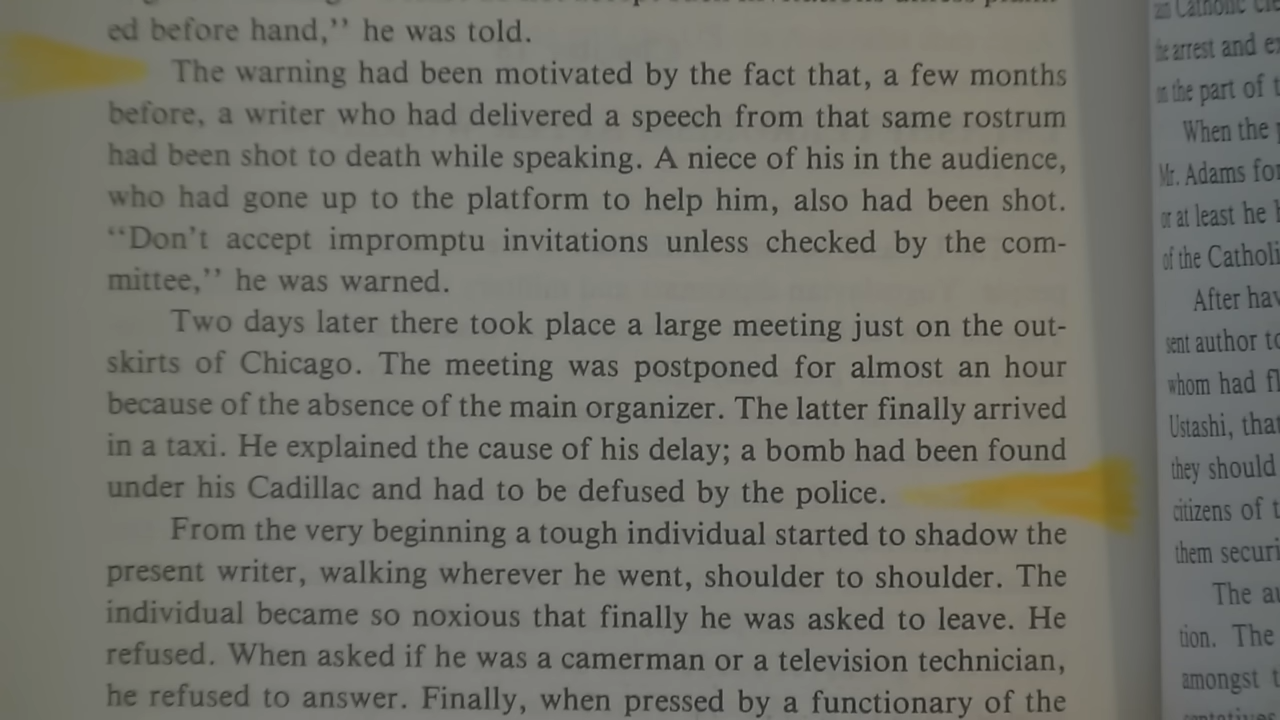 ed before hand,’’ he was told.
The warning had been motivated by the fact that, a few months
before, a writer who had delivered a speech from that same rostrum
had been shot to death while speaking. A niece of his in the audience,
who had gone up to the platform to help him, also had been shot.
‘‘Don’t accept impromptu invitations unless checked by the com-
mittee,’’ he was warned.
Two days later there took place a large meeting just on the out-
skirts of Chicago. The meeting was postponed for almost an hour
because of the absence of the main organizer. The latter finally arrived
in a taxi. He explained the cause of his delay; a bomb had been found
under his Cadillac and had to be defused by the police.
From the very beginning a tough individual started to shadow the
present writer, walking wherever he went, shoulder to shoulder. The
individual became so noxious that finally he was asked to leave. He
refused. When asked if he was a camerman or a television technician,
he refused to answer. Finally, when pressed by a functionary of the
an Catholic
arrest and
the part of
When the
Mr. Adams for
or at least he
of the Catholi
After hav
sent author to
whom had fl
Ustashi, that
they should
citizens of t
them securi
The au
tion. The
amongst t